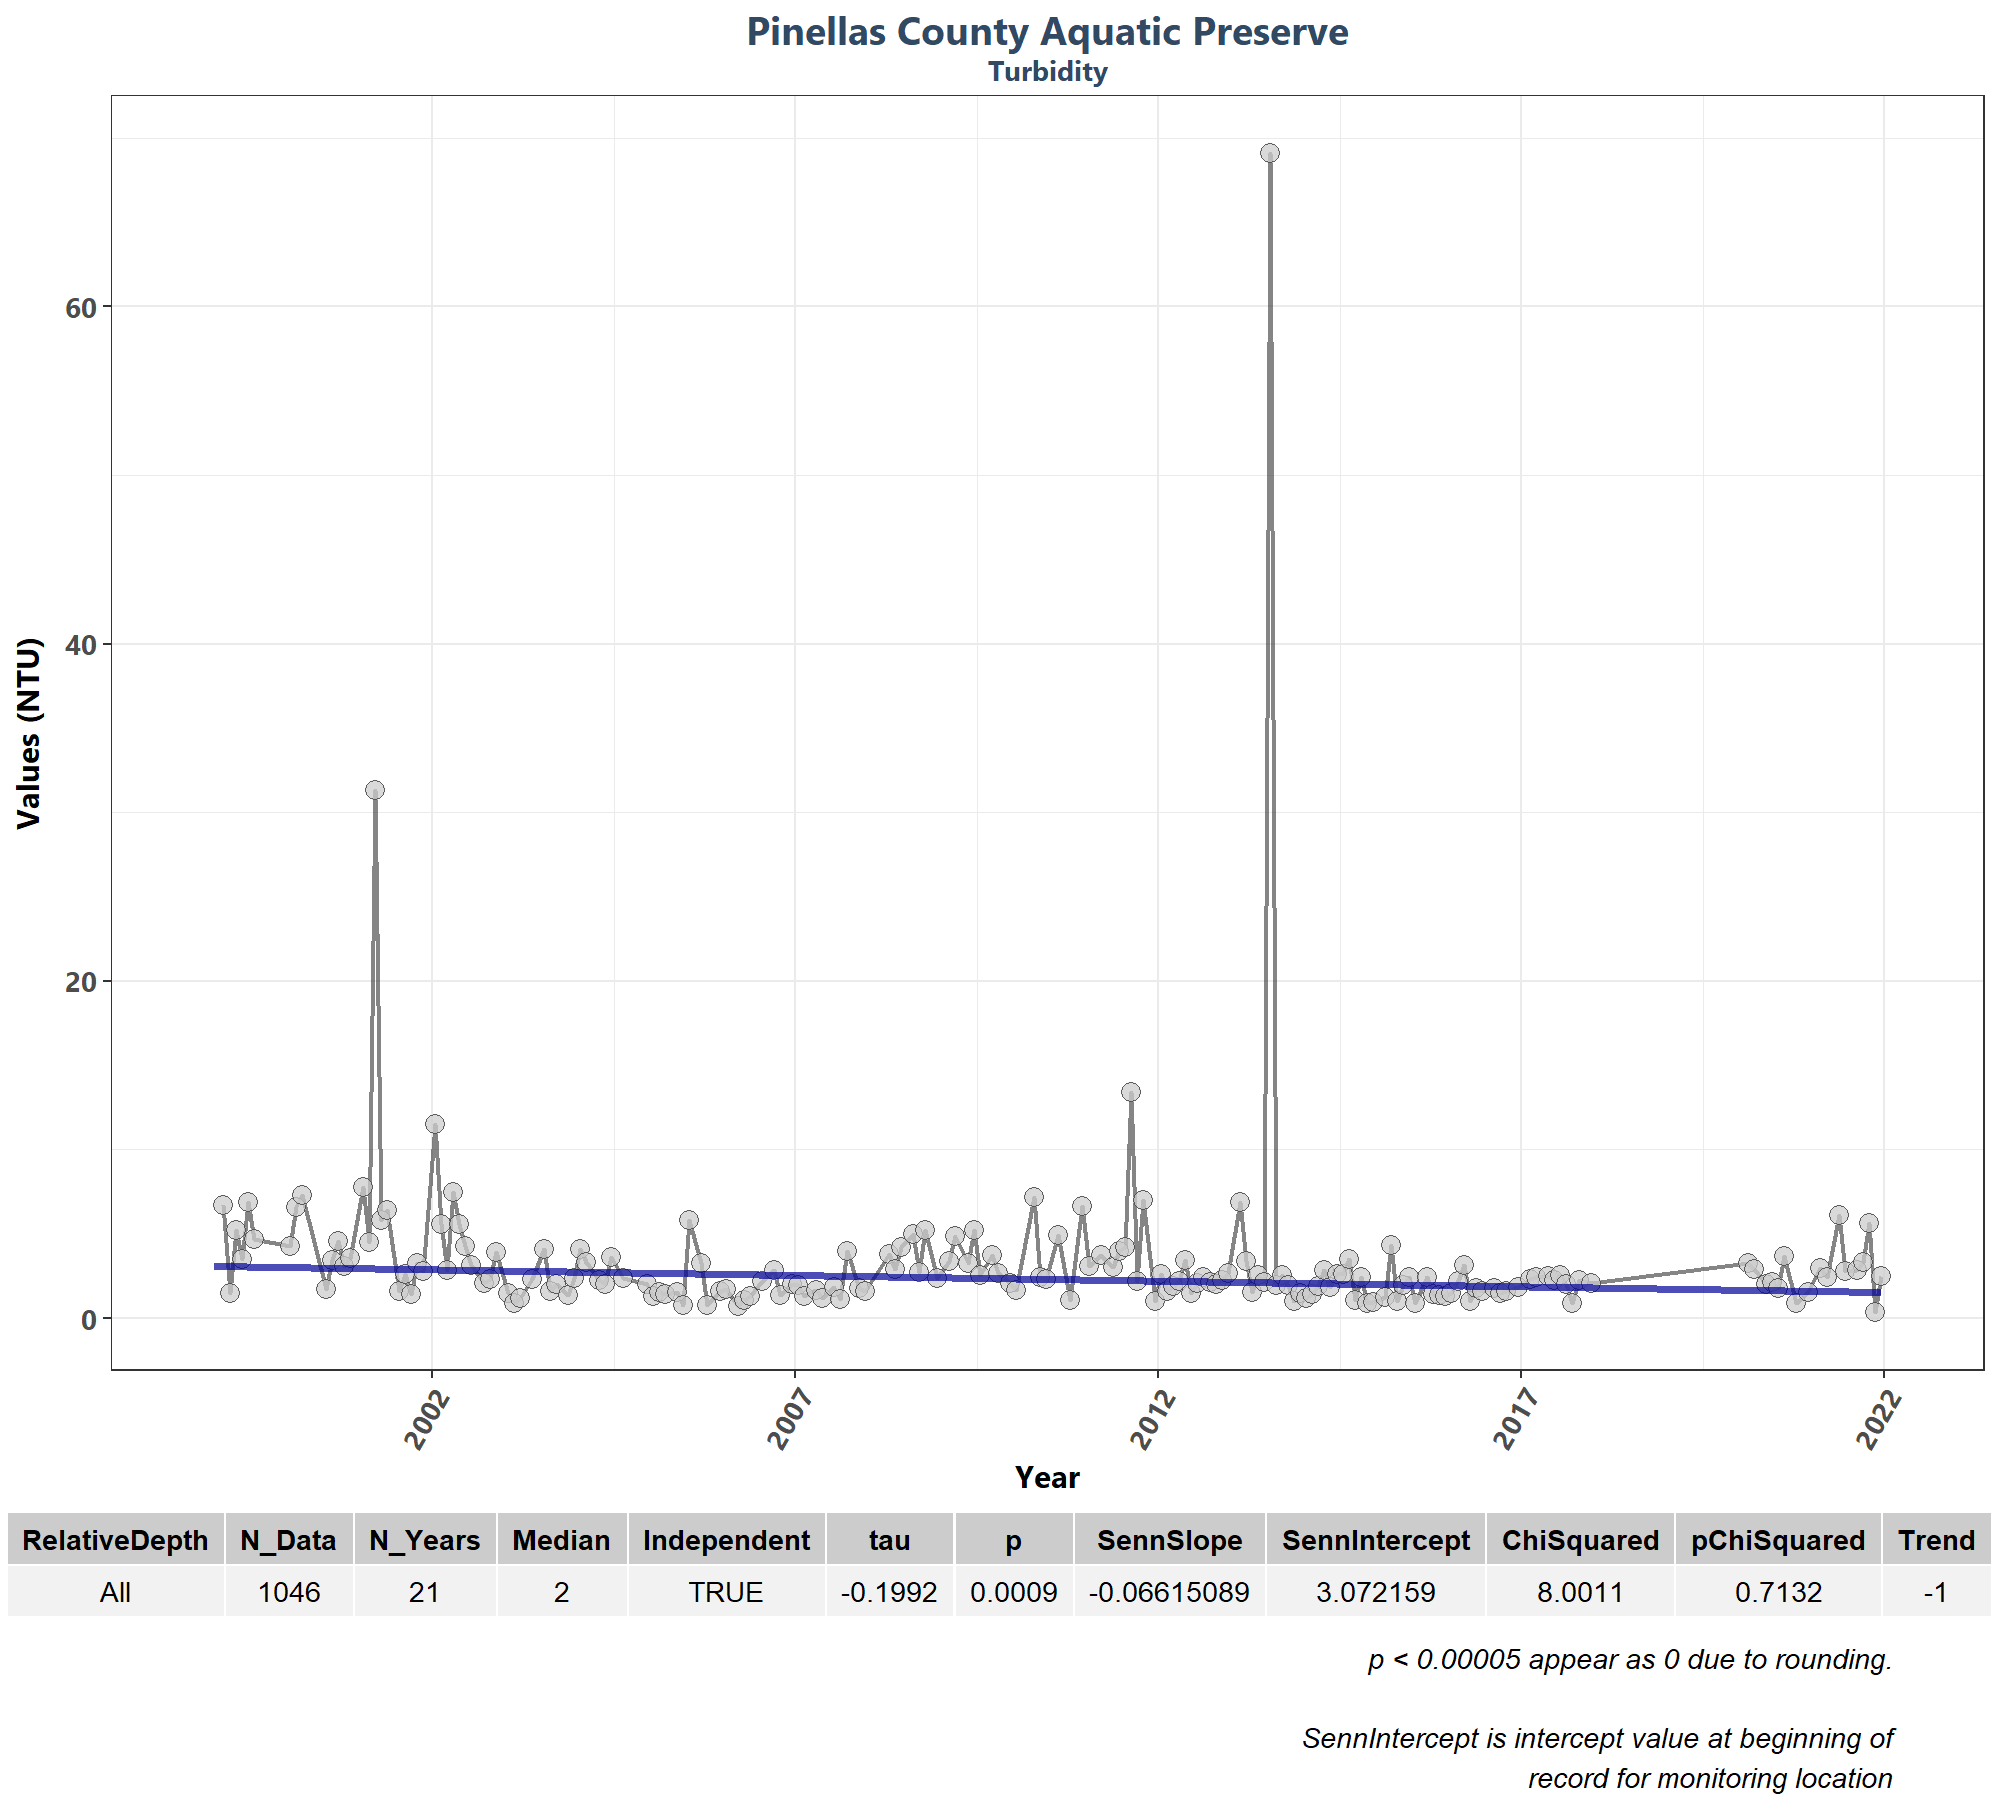 Pinellas County Aquatic Preserve
Turbidity
Values (NTU)
60
40
20
0
2002 2007 2012 2017 2022
Year
RelativeDepth N_Data N_Years Median Independent tau p SennSlope SennIntercept ChiSquared pChiSquared Trend
All 1046 21 2 TRUE -0.1992 0.0009 -0.06615089 3.072159 8.0011 0.7132 -1
p < 0.00005 appear as 0 due to rounding.
SennIntercept is intercept value at beginning of
record for monitoring location